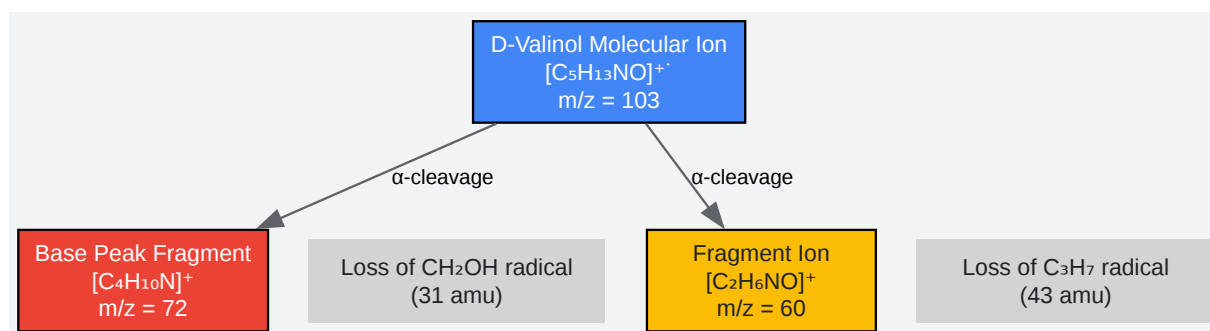 D-Valinol Molecular Ion
[C₅H₁₃NO]⁺˙
m/z = 103
α-cleavage
α-cleavage
Base Peak Fragment
[C₄H₁₀N]⁺
m/z = 72
Loss of CH₂OH radical
(31 amu)
Fragment Ion
[C₂H₆NO]⁺
m/z = 60
Loss of C₃H₇ radical
(43 amu)